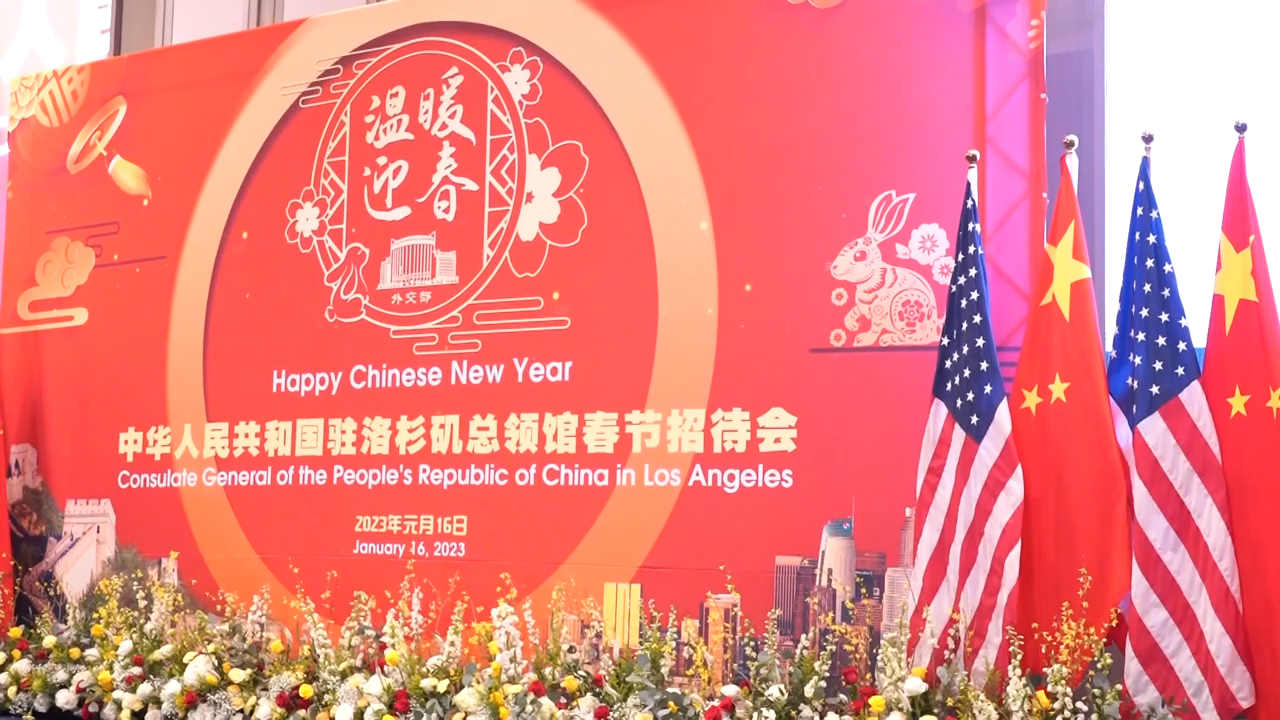 温暖
迎春
外交部
Happy Chinese New Year
中华人民共和国驻洛杉矶总领馆春节招待会
Consulate General of the People's Republic of China in Los Angeles
2023年元月16日
January 16, 2023